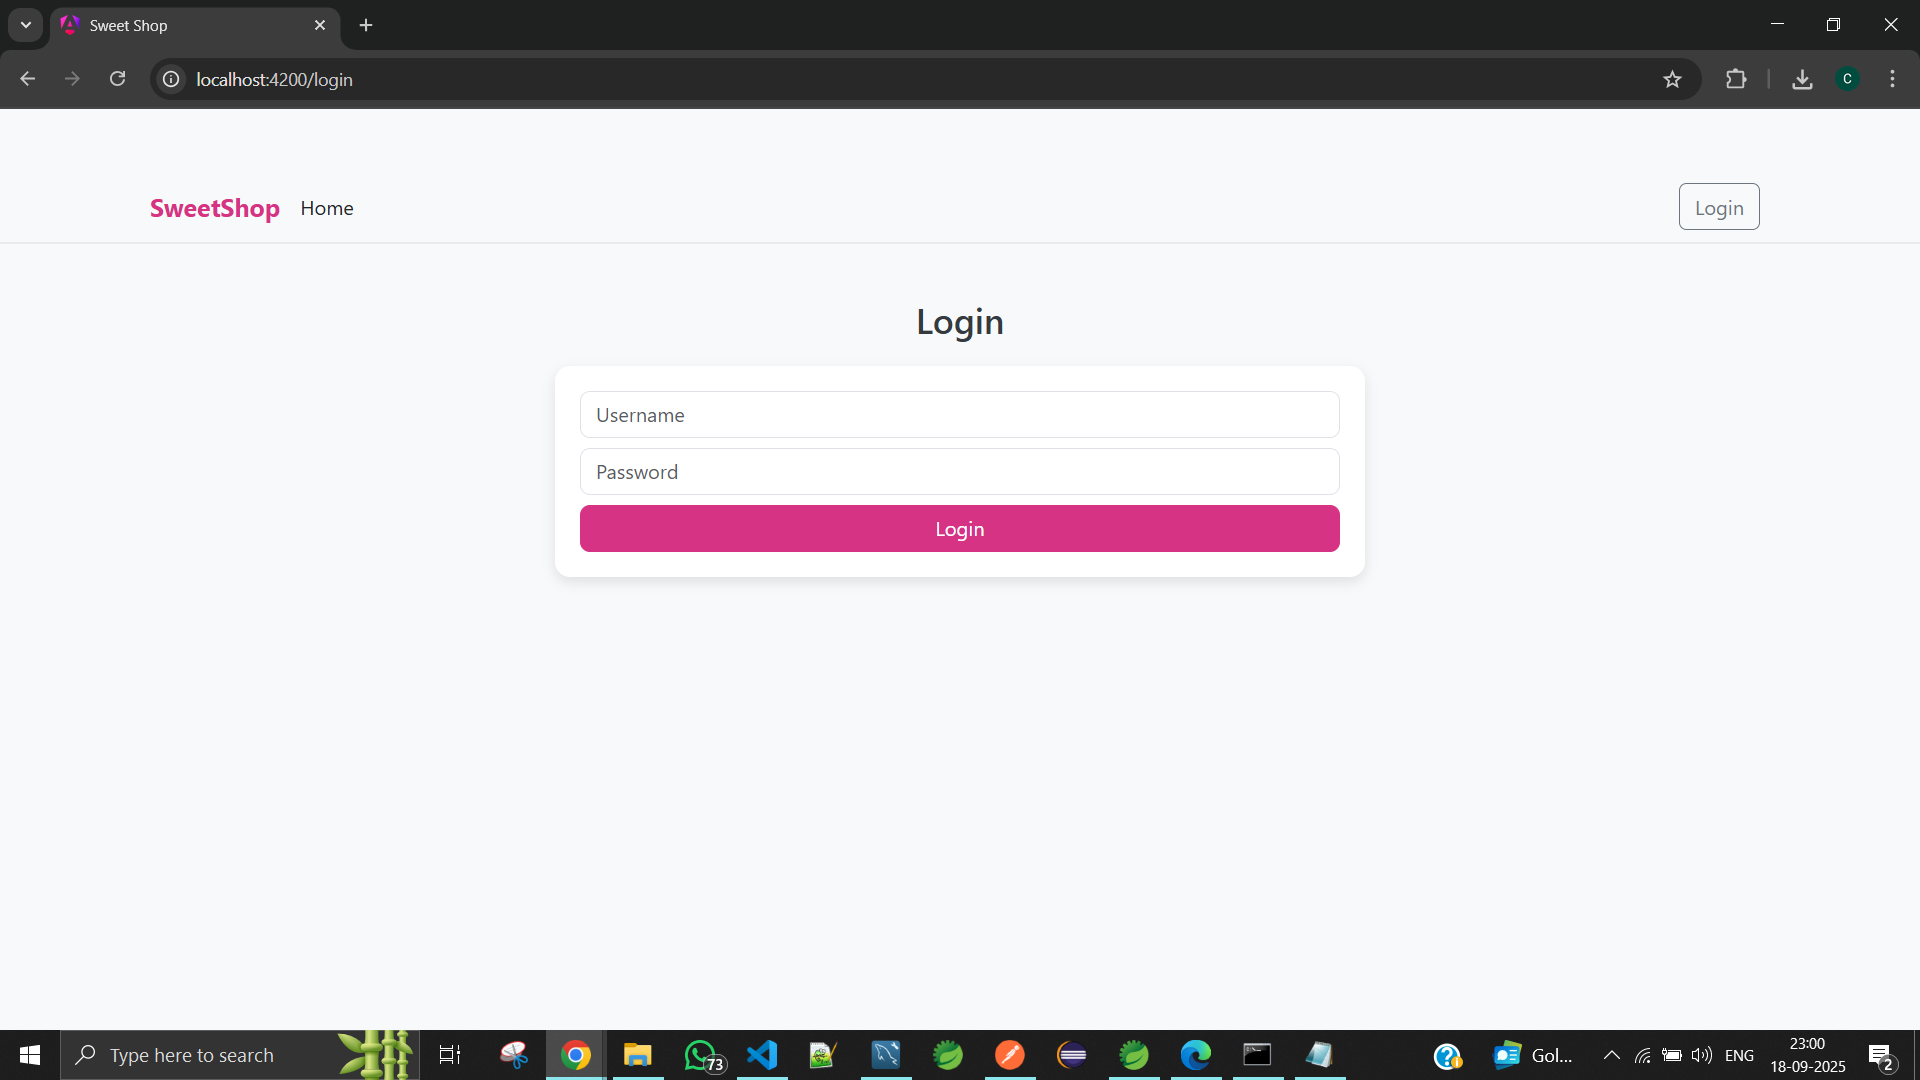 Sweet Shop
localhost:4200/login
C
SweetShop Home Login
Login
Username
Password
Login
Type here to search
73
Gol...
ENG
23:00
18-09-2025
2